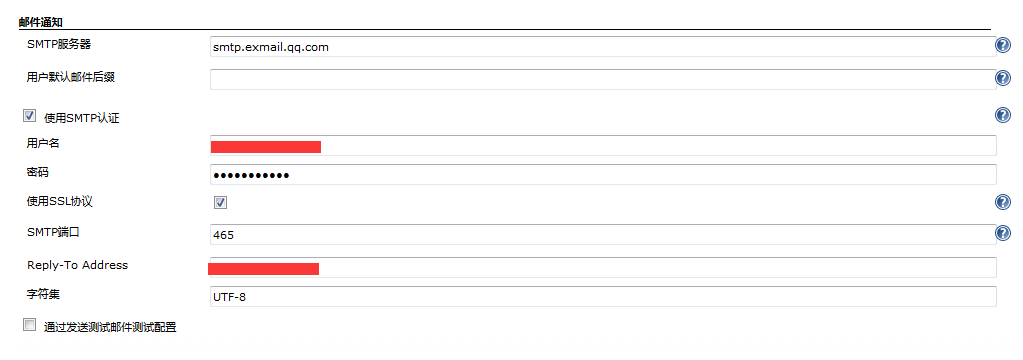 邮件通知
SMTP服务器 smtp.exmail.qq.com
用户默认邮件后缀
使用SMTP认证
用户名
密码 •••••••••••
使用SSL协议
SMTP端口 465
Reply-To Address
字符集 UTF-8
通过发送测试邮件测试配置